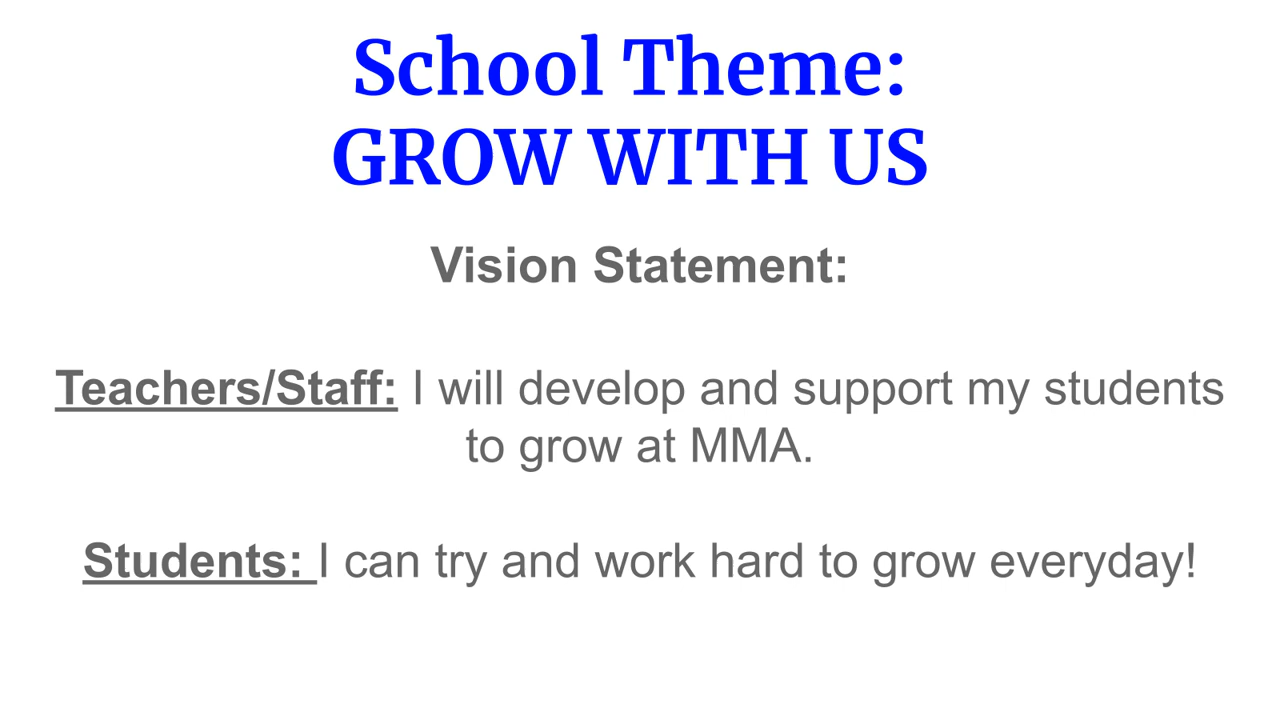 School Theme:
GROW WITH US
Vision Statement:
Teachers/Staff: I will develop and support my students
to grow at MMA.
Students: I can try and work hard to grow everyday!